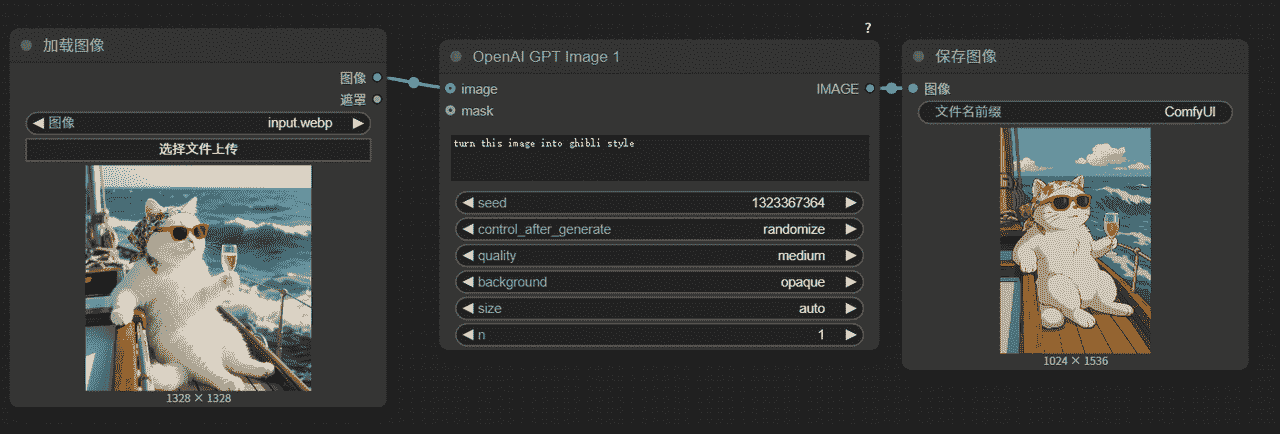 加载图像
图像
遮罩
图像 input.webp
选择文件上传
1328 × 1328
?
OpenAI GPT Image 1
image IMAGE
mask
turn this image into ghibli style
seed 1323367364
control_after_generate randomize
quality medium
background opaque
size auto
n 1
保存图像
图像
文件名前缀 ComfyUI
1024 × 1536